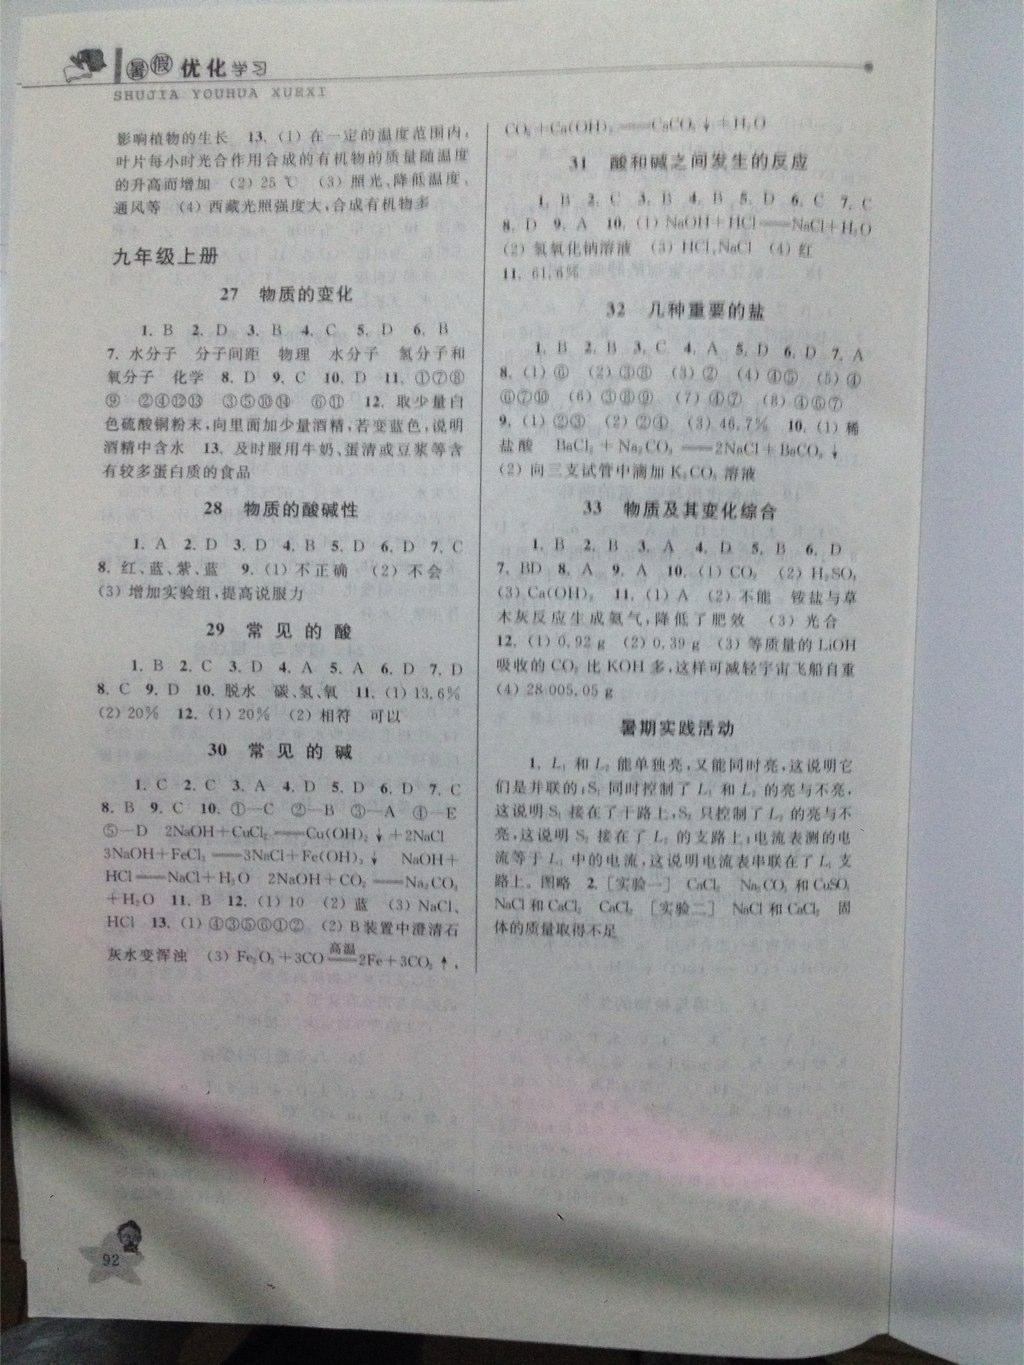 暑假优化学习
SHUJIA YOUHUA XUEXI
影响植物的生长　13. (1) 在一定的温度范围内,
叶片每小时光合作用合成的有机物的质量随温度
的升高而增加　(2) 25 ℃　(3) 照光、降低温度、
通风等　(4) 西藏光照强度大,合成有机物多
九年级上册
27　物质的变化
1. B　2. D　3. B　4. C　5. D　6. B
7. 水分子　分子间距　物理　水分子　氢分子和
氧分子　化学　8. D　9. C　10. D　11. ①⑦⑧
⑨　②④⑫⑬　③⑤⑩⑭　⑥⑪　12. 取少量白
色硫酸铜粉末,向里面加少量酒精,若变蓝色,说明
酒精中含水　13. 及时服用牛奶、蛋清或豆浆等含
有较多蛋白质的食品
28　物质的酸碱性
1. A　2. D　3. D　4. B　5. D　6. D　7. C
8. 红、蓝、紫、蓝　9. (1) 不正确　(2) 不会
(3) 增加实验组,提高说服力
29　常见的酸
1. B　2. C　3. D　4. A　5. A　6. D　7. D
8. C　9. D　10. 脱水　碳、氢、氧　11. (1) 13.6%
(2) 20%　12. (1) 20%　(2) 相符　可以
30　常见的碱
1. C　2. C　3. A　4. D　5. D　6. D　7. C
8. B　9. C　10. ①—C　②—B　③—A　④—E
⑤—D　2NaOH+CuCl₂══Cu(OH)₂↓+2NaCl
3NaOH+FeCl₃══3NaCl+Fe(OH)₃↓　NaOH+
HCl══NaCl+H₂O　2NaOH+CO₂══Na₂CO₃
+H₂O　11. B　12. (1) 10　(2) 蓝　(3) NaCl、
HCl　13. (1) ④③⑤⑥①②　(2) B装置中澄清石
灰水变浑浊　(3) Fe₂O₃+3CO高温══2Fe+3CO₂↑,
CO₂+Ca(OH)₂══CaCO₃↓+H₂O
31　酸和碱之间发生的反应
1. B　2. C　3. B　4. B　5. D　6. C　7. C
8. D　9. A　10. (1) NaOH+HCl══NaCl+H₂O
(2) 氢氧化钠溶液　(3) HCl、NaCl　(4) 红
11. 61.6%
32　几种重要的盐
1. B　2. B　3. C　4. A　5. D　6. D　7. A
8. (1) ⑥　(2) ③⑧　(3) ②　(4) ④⑤　(5) ④
⑥⑦⑩　(6) ③⑧⑨　(7) ④⑦　(8) ④⑥⑦
9. (1) ②③　(2) ②④　(3) 46.7%　10. (1) 稀
盐酸　BaCl₂+Na₂CO₃══2NaCl+BaCO₃↓
(2) 向三支试管中滴加K₂CO₃溶液
33　物质及其变化综合
1. B　2. B　3. A　4. D　5. B　6. D
7. BD　8. A　9. A　10. (1) CO₂　(2) H₂SO₄
(3) Ca(OH)₂　11. (1) A　(2) 不能　铵盐与草
木灰反应生成氨气,降低了肥效　(3) 光合
12. (1) 0.92 g　(2) 0.39 g　(3) 等质量的LiOH
吸收的CO₂比KOH多,这样可减轻宇宙飞船自重
(4) 28 005.05 g
暑期实践活动
1. L₁和L₂能单独亮,又能同时亮,这说明它
们是并联的;S₁同时控制了L₁和L₂的亮与不亮,
这说明S₁接在了干路上,S₂只控制了L₂的亮与不
亮,这说明S₂接在了L₂的支路上;电流表测的电
流等于L₁中的电流,这说明电流表串联在了L₁支
路上。图略　2. [实验一]　CaCl₂　Na₂CO₃和CuSO₄
NaCl和CaCl₂　CaCl₂　[实验二]　NaCl和CaCl₂　固
体的质量取得不足
92